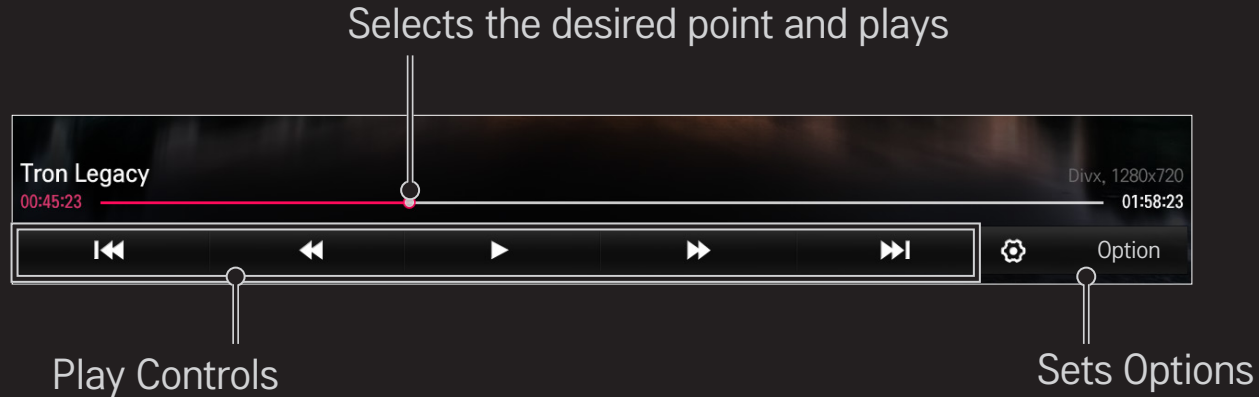 Selects the desired point and plays
Tron Legacy
Divx, 1280x720
00:45:23
01:58:23
Option
Play Controls
Sets Options